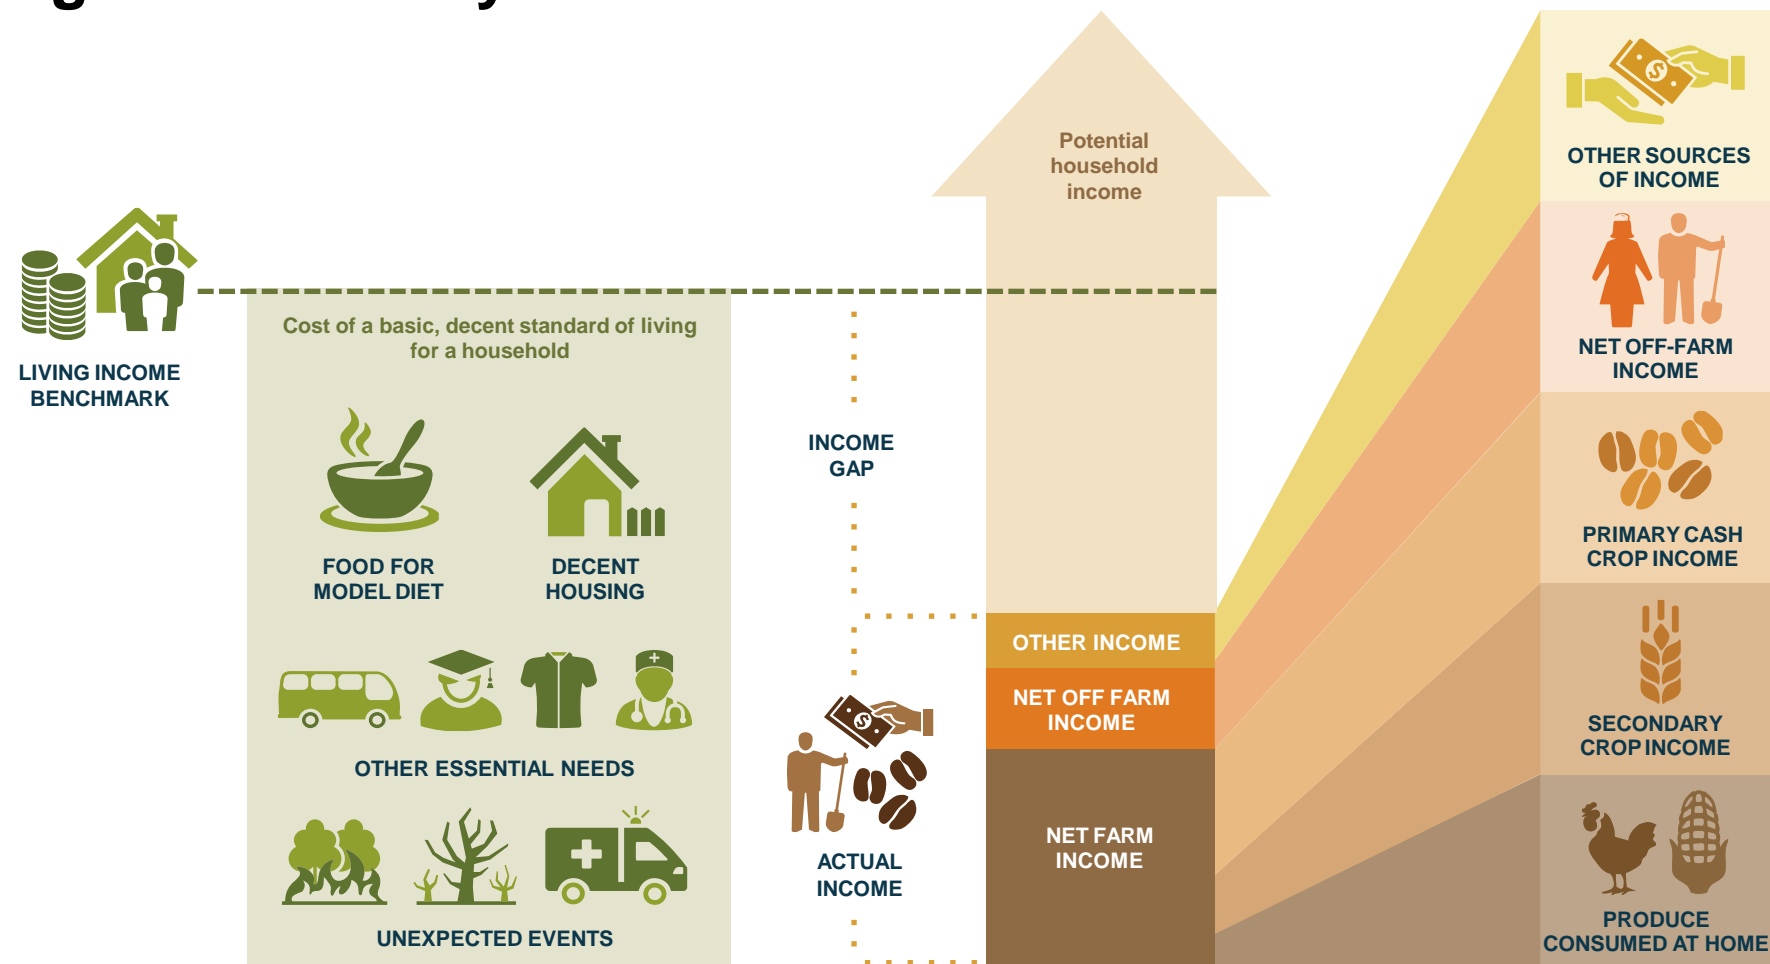 LIVING INCOME
BENCHMARK
Cost of a basic, decent standard of living
for a household
FOOD FOR
MODEL DIET
DECENT
HOUSING
OTHER ESSENTIAL NEEDS
UNEXPECTED EVENTS
INCOME
GAP
ACTUAL
INCOME
Potential
household
income
OTHER INCOME
NET OFF FARM
INCOME
NET FARM
INCOME
OTHER SOURCES
OF INCOME
NET OFF-FARM
INCOME
PRIMARY CASH
CROP INCOME
SECONDARY
CROP INCOME
PRODUCE
CONSUMED AT HOME